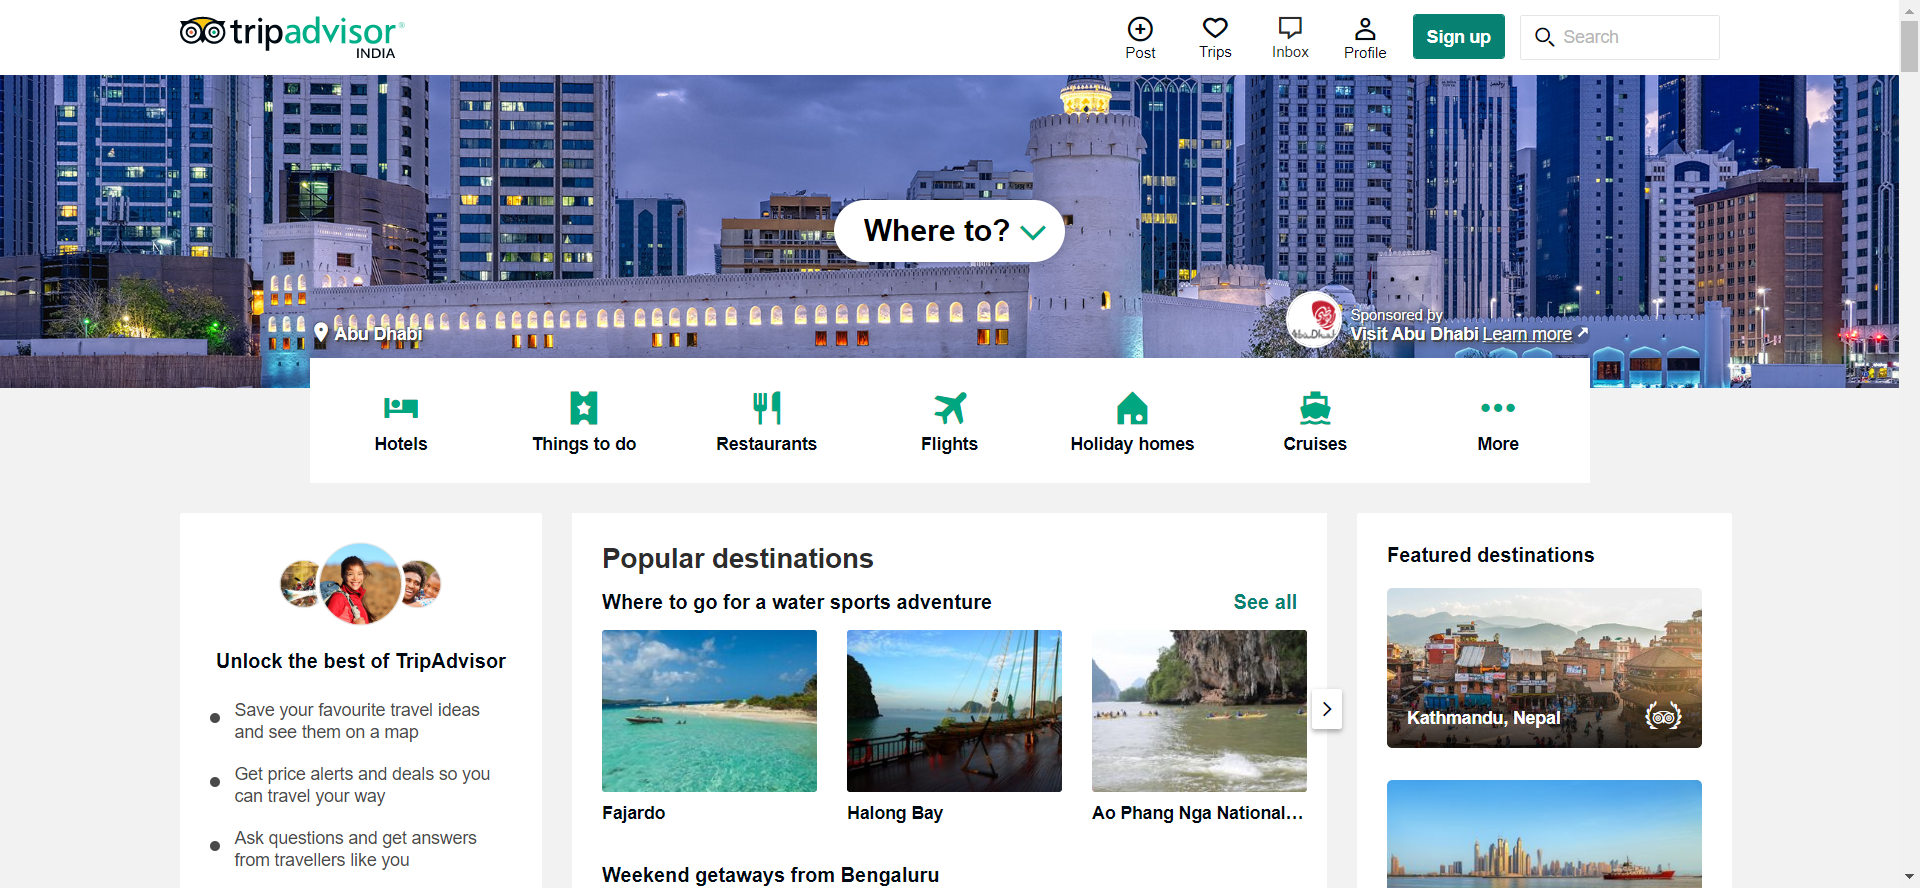 tripadvisor®
INDIA
Post
Trips
Inbox
Profile
Sign up
Search
Where to?
Abu Dhabi
Sponsored by
Visit Abu Dhabi Learn more
Hotels
Things to do
Restaurants
Flights
Holiday homes
Cruises
More
Unlock the best of TripAdvisor
Save your favourite travel ideas
and see them on a map
Get price alerts and deals so you
can travel your way
Ask questions and get answers
from travellers like you
Popular destinations
Where to go for a water sports adventure
See all
Fajardo
Halong Bay
Ao Phang Nga National...
Weekend getaways from Bengaluru
Featured destinations
Kathmandu, Nepal